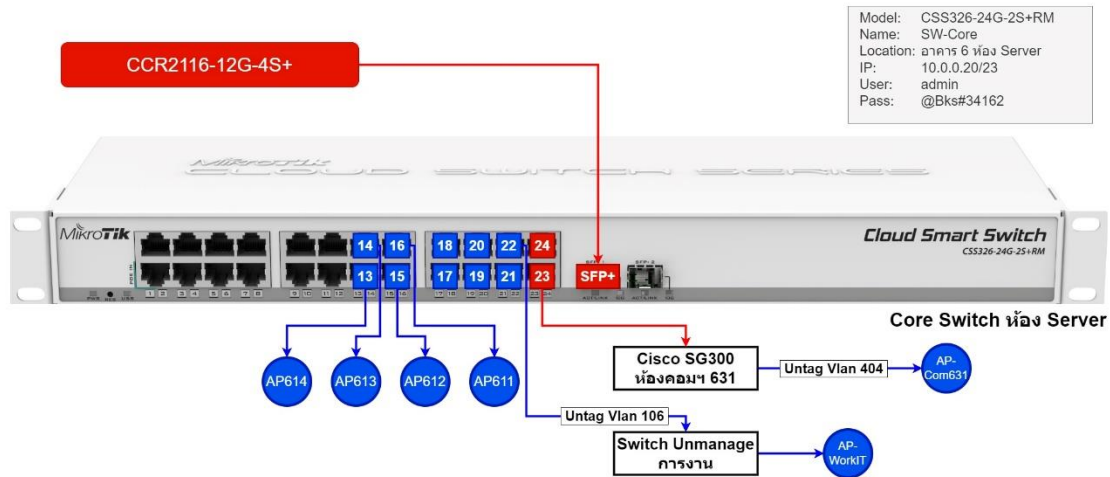 Model: CSS326-24G-2S+RM
Name: SW-Core
Location: อาคาร 6 ห้อง Server
IP: 10.0.0.20/23
User: admin
Pass: @Bks#34162
CCR2116-12G-4S+
MikroTik
CLOUD SWITCH SERIES
MikroTik
Cloud Smart Switch
CSS326-24G-2S+RM
14 16 18 20 22 24
13 15 17 19 21 23 SFP+
Core Switch ห้อง Server
AP614 AP613 AP612 AP611
Cisco SG300
ห้องคอมฯ 631
Untag Vlan 404
AP-
Com631
Untag Vlan 106
Switch Unmanage
การงาน
AP-
WorkIT